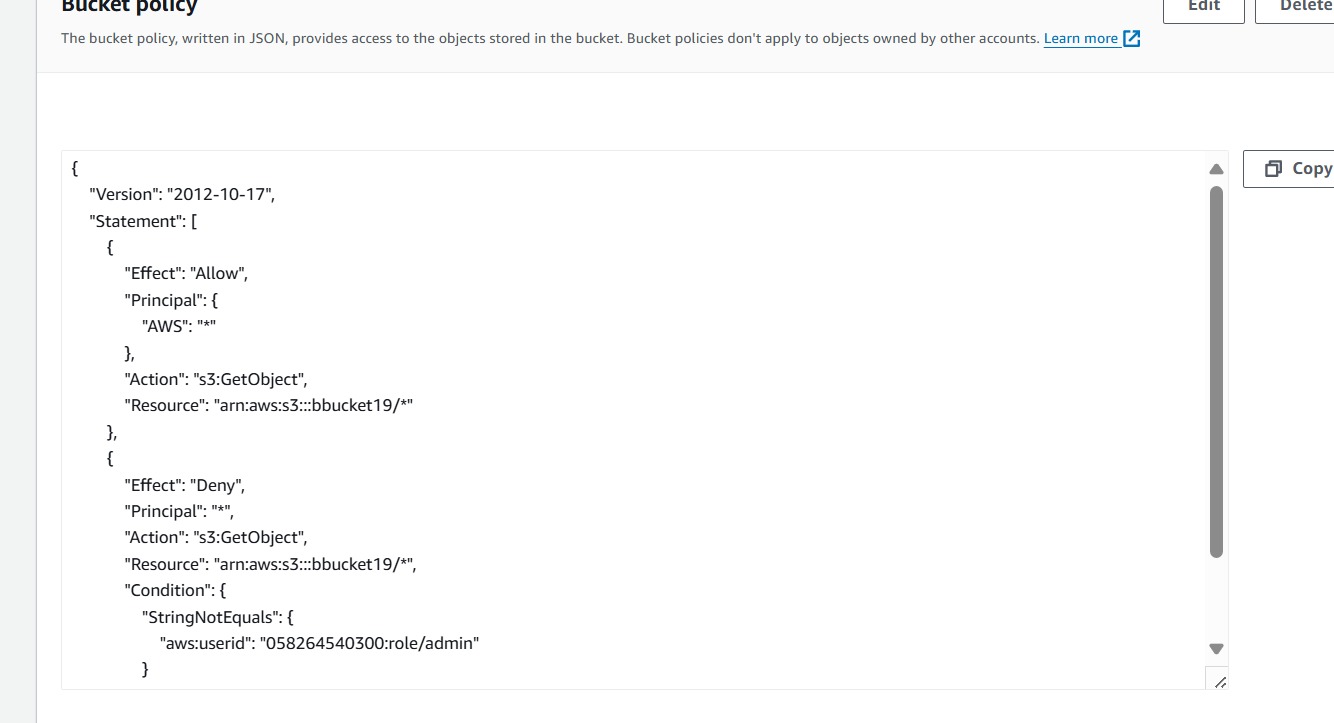 Bucket policy
Edit
Delete
The bucket policy, written in JSON, provides access to the objects stored in the bucket. Bucket policies don't apply to objects owned by other accounts. Learn more
Copy
{
"Version": "2012-10-17",
"Statement": [
{
"Effect": "Allow",
"Principal": {
"AWS": "*"
},
"Action": "s3:GetObject",
"Resource": "arn:aws:s3:::bbucket19/*"
},
{
"Effect": "Deny",
"Principal": "*",
"Action": "s3:GetObject",
"Resource": "arn:aws:s3:::bbucket19/*",
"Condition": {
"StringNotEquals": {
"aws:userid": "058264540300:role/admin"
}